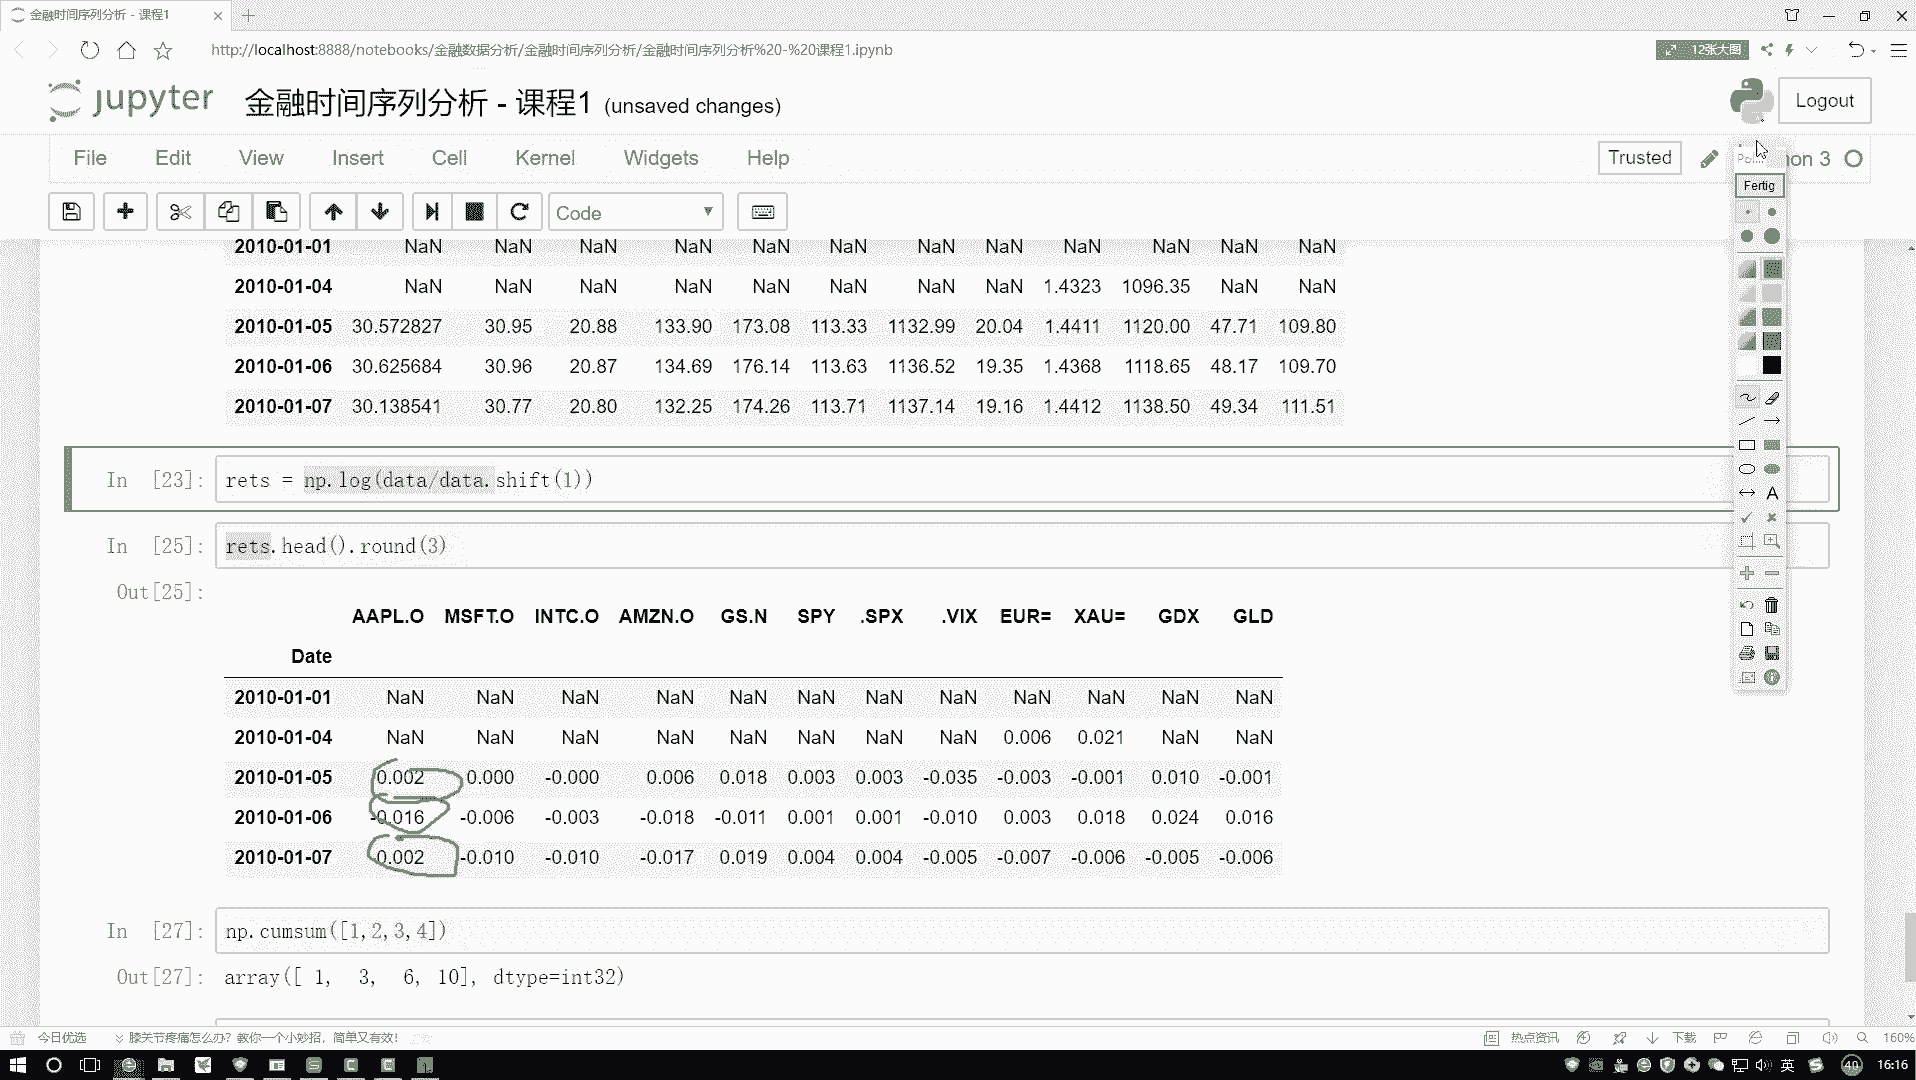 金融时间序列分析 - 课程1
http://localhost:8888/notebooks/金融数据分析/金融时间序列分析/金融时间序列分析%20-%20课程1.ipynb
12张大图
jupyter 金融时间序列分析 - 课程1 (unsaved changes)
Logout
File Edit View Insert Cell Kernel Widgets Help
Trusted
Fertig
Code
2010-01-01 NaN NaN NaN NaN NaN NaN NaN NaN NaN NaN NaN NaN
2010-01-04 NaN NaN NaN NaN NaN NaN NaN NaN 1.4323 1096.35 NaN NaN
2010-01-05 30.572827 30.95 20.88 133.90 173.08 113.33 1132.99 20.04 1.4411 1120.00 47.71 109.80
2010-01-06 30.625684 30.96 20.87 134.69 176.14 113.63 1136.52 19.35 1.4368 1118.65 48.17 109.70
2010-01-07 30.138541 30.77 20.80 132.25 174.26 113.71 1137.14 19.16 1.4412 1138.50 49.34 111.51
In [23]: rets = np.log(data/data.shift(1))
In [25]: rets.head().round(3)
Out[25]:
AAPL.O MSFT.O INTC.O AMZN.O GS.N SPY .SPX .VIX EUR= XAU= GDX GLD
Date
2010-01-01 NaN NaN NaN NaN NaN NaN NaN NaN NaN NaN NaN NaN
2010-01-04 NaN NaN NaN NaN NaN NaN NaN NaN 0.006 0.021 NaN NaN
2010-01-05 0.002 0.000 -0.000 0.006 0.018 0.003 0.003 -0.035 -0.003 -0.001 0.010 -0.001
2010-01-06 -0.016 -0.006 -0.003 -0.018 -0.011 0.001 0.001 -0.010 0.003 0.018 0.024 0.016
2010-01-07 0.002 -0.010 -0.010 -0.017 0.019 0.004 0.004 -0.005 -0.007 -0.006 -0.005 -0.006
In [27]: np.cumsum([1,2,3,4])
Out[27]: array([ 1, 3, 6, 10], dtype=int32)
今日优选 膝关节疼痛怎么办? 教你一个小妙招，简单又有效! 热点资讯 下载 160%
英 40 16:16